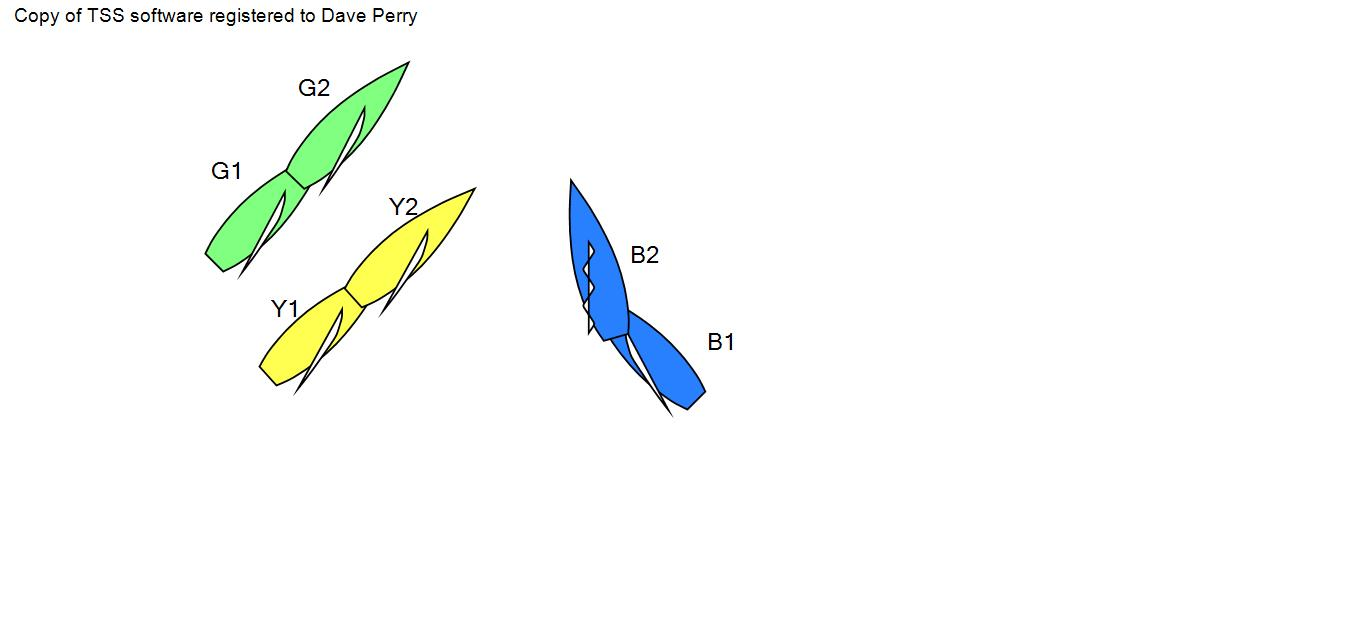 Copy of TSS software registered to Dave Perry
G2
G1
Y2
B2
Y1
B1